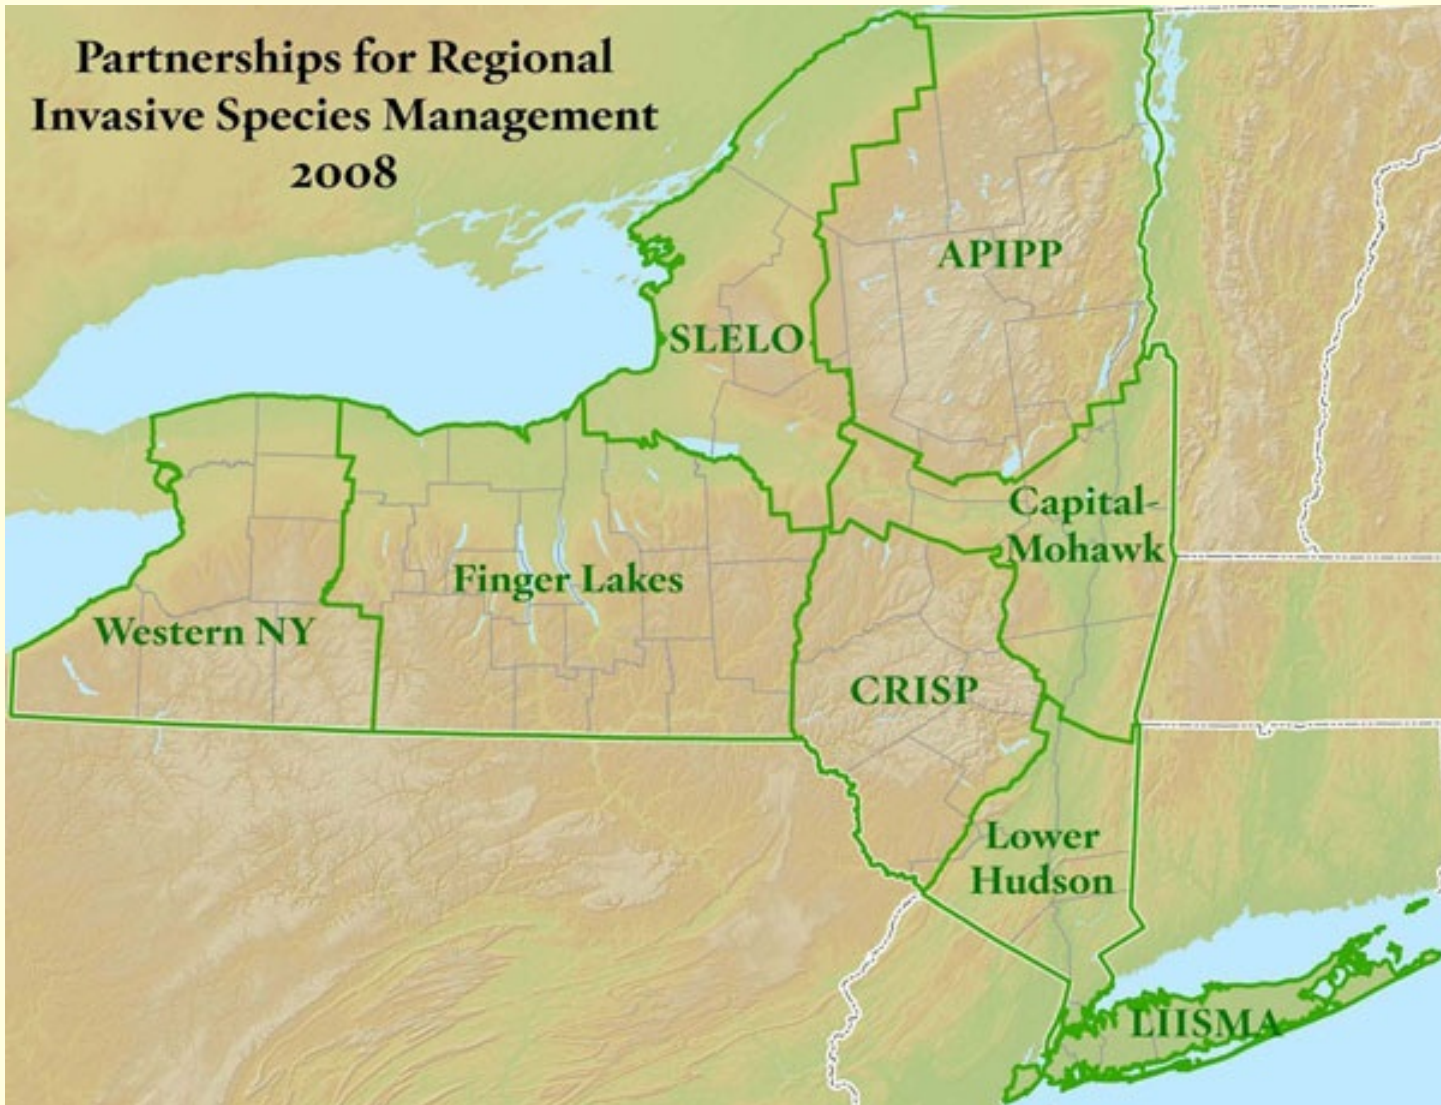 Partnerships for Regional
Invasive Species Management
2008
APIPP
SLELO
Capital-
Mohawk
Finger Lakes
Western NY
CRISP
Lower
Hudson
LIISMA